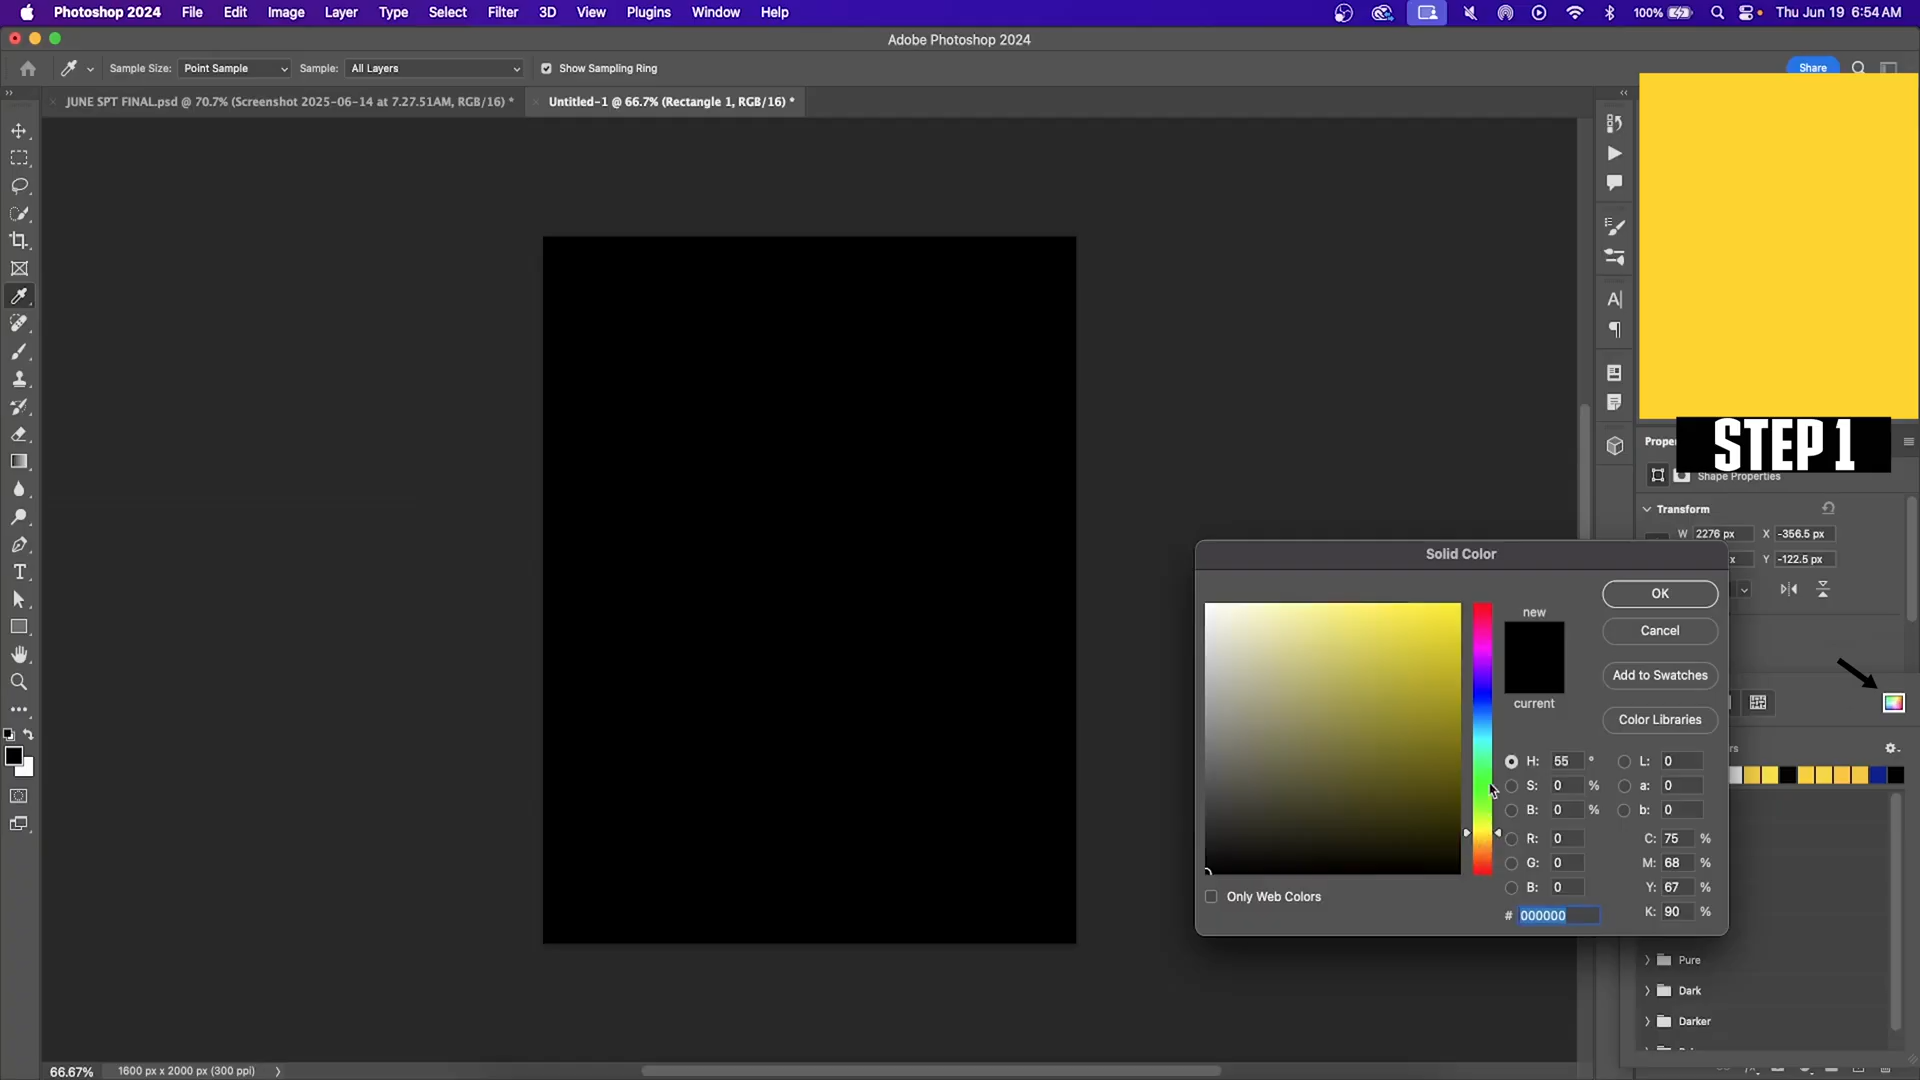 Photoshop 2024 File Edit Image Layer Type Select Filter 3D View Plugins Window Help 100% Thu Jun 19 6:54 AM
Adobe Photoshop 2024
Sample Size: Point Sample Sample: All Layers Show Sampling Ring Share
JUNE SPT FINAL.psd @ 70.7% (Screenshot 2025-06-14 at 7.27.51AM, RGB/16) * Untitled-1 @ 66.7% (Rectangle 1, RGB/16) *
STEP 1
Shape Properties
Transform
W 2276 px X -356.5 px
x Y -122.5 px
Solid Color
OK
new
Cancel
Add to Swatches
current
Color Libraries
H: 55 ° L: 0
S: 0 % a: 0
B: 0 % b: 0
R: 0 C: 75 %
G: 0 M: 68 %
B: 0 Y: 67 %
Only Web Colors
# 000000 K: 90 %
Pure
Dark
Darker
66.67% 1600 px x 2000 px (300 ppi)